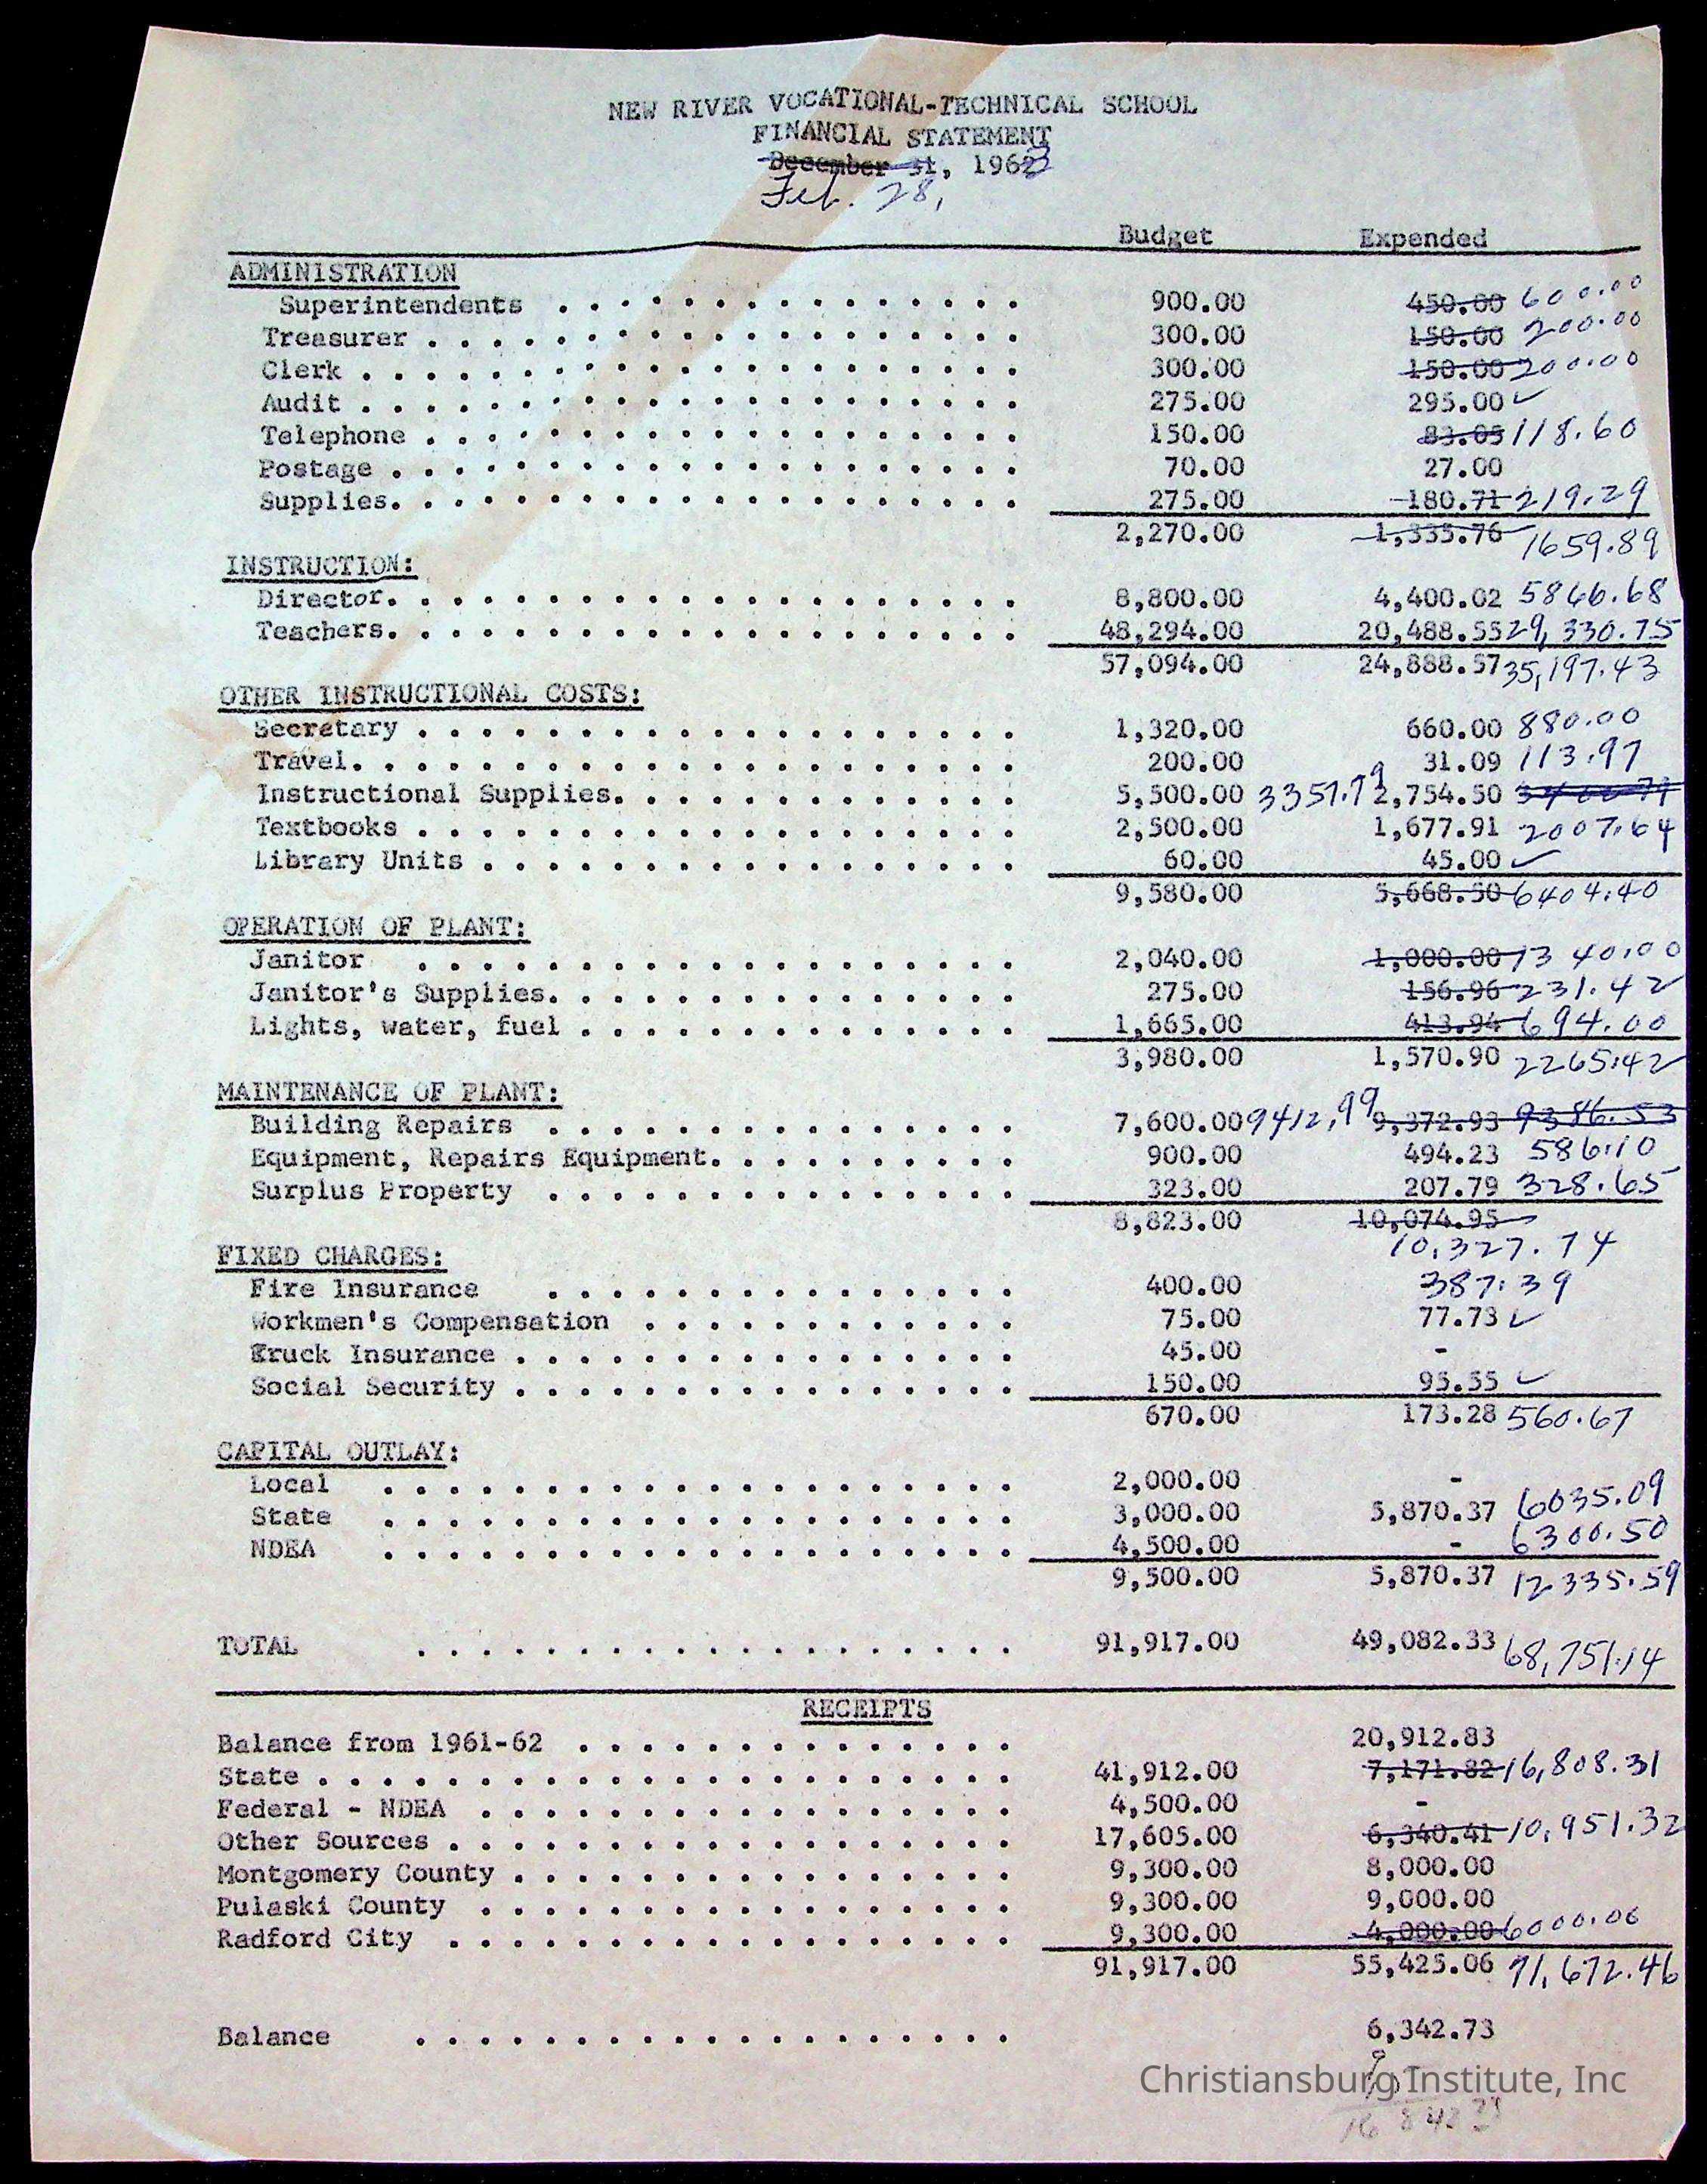 NEW RIVER VOCATIONAL-TECHNICAL SCHOOL
FINANCIAL STATEMENT
December 31, 1963
Feb. 28,
Budget Expended
ADMINISTRATION
Superintendents . . . . . . . . . . . . . . 900.00 450.00 600.00
Treasurer . . . . . . . . . . . . . . . . . . 300.00 150.00 200.00
Clerk . . . . . . . . . . . . . . . . . . . . 300.00 150.00 200.00
Audit . . . . . . . . . . . . . . . . . . . . 275.00 295.00 ✓
Telephone . . . . . . . . . . . . . . . . . . 150.00 83.05 118.60
Postage . . . . . . . . . . . . . . . . . . . 70.00 27.00
Supplies. . . . . . . . . . . . . . . . . . . 275.00 180.71 219.29
2,270.00 1,335.76 1659.89
INSTRUCTION:
Director. . . . . . . . . . . . . . . . . . . 8,800.00 4,400.02 5866.68
Teachers. . . . . . . . . . . . . . . . . . . 48,294.00 20,488.55 29,330.75
57,094.00 24,888.57 35,197.43
OTHER INSTRUCTIONAL COSTS:
Secretary . . . . . . . . . . . . . . . . . . 1,320.00 660.00 880.00
Travel. . . . . . . . . . . . . . . . . . . . 200.00 31.09 113.97
Instructional Supplies. . . . . . . . . . . . 5,500.00 3357.79 2,754.50
Textbooks . . . . . . . . . . . . . . . . . . 2,500.00 1,677.91 2007.64
Library Units . . . . . . . . . . . . . . . . 60.00 45.00 ✓
9,580.00 5,668.50 6404.40
OPERATION OF PLANT:
Janitor . . . . . . . . . . . . . . . . . . 2,040.00 1,000.00 1340.00
Janitor's Supplies. . . . . . . . . . . . . . 275.00 156.96 231.42
Lights, water, fuel . . . . . . . . . . . . . 1,665.00 413.94 694.00
3,980.00 1,570.90 2265.42
MAINTENANCE OF PLANT:
Building Repairs . . . . . . . . . . . . . . 7,600.00 9412.99 9,372.93 9386.53
Equipment, Repairs Equipment. . . . . . . . . 900.00 494.23 586.10
Surplus Property . . . . . . . . . . . . . . 323.00 207.79 328.65
8,823.00 10,074.95
10,327.74
FIXED CHARGES:
Fire Insurance . . . . . . . . . . . . . . 400.00 387.39
Workmen's Compensation . . . . . . . . . . . 75.00 77.73 ✓
Truck Insurance . . . . . . . . . . . . . . . 45.00 -
Social Security . . . . . . . . . . . . . . . 150.00 95.55 ✓
670.00 173.28 560.67
CAPITAL OUTLAY:
Local . . . . . . . . . . . . . . . . . . . . 2,000.00 -
State . . . . . . . . . . . . . . . . . . . . 3,000.00 5,870.37 6035.09
NDEA . . . . . . . . . . . . . . . . . . . . 4,500.00 - 6300.50
9,500.00 5,870.37 12335.59
TOTAL . . . . . . . . . . . . . . . . . . . 91,917.00 49,082.33 68,751.14
RECEIPTS
Balance from 1961-62 . . . . . . . . . . . . . . 20,912.83
State . . . . . . . . . . . . . . . . . . . . . . 41,912.00 7,171.82 16,808.31
Federal - NDEA . . . . . . . . . . . . . . . . . 4,500.00 -
Other Sources . . . . . . . . . . . . . . . . . . 17,605.00 6,340.41 10,951.32
Montgomery County . . . . . . . . . . . . . . . . 9,300.00 8,000.00
Pulaski County . . . . . . . . . . . . . . . . . 9,300.00 9,000.00
Radford City . . . . . . . . . . . . . . . . . . 9,300.00 4,000.00 6000.00
91,917.00 55,425.06 71,672.46
Balance . . . . . . . . . . . . . . . . . . . 6,342.73
Christiansburg Institute, Inc